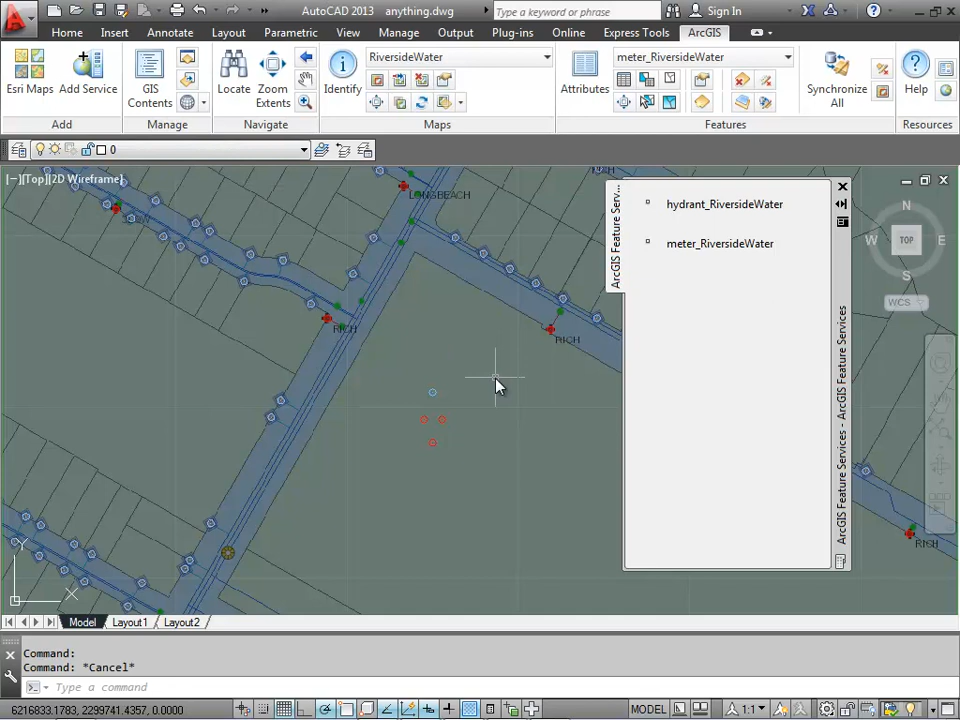 AutoCAD 2013 anything.dwg
Type a keyword or phrase
Sign In
Home Insert Annotate Layout Parametric View Manage Output Plug-ins Online Express Tools ArcGIS
Esri Maps
Add Service
Add
GIS
Contents
Manage
Locate
Zoom
Extents
Navigate
RiversideWater
Identify
Maps
Attributes
meter_RiversideWater
Synchronize
All
Features
Help
Resources
0
[−][Top][2D Wireframe]
LONGBEACH
RICH
RICH
RICH
ArcGIS Feature Serv...
hydrant_RiversideWater
meter_RiversideWater
ArcGIS Feature Services - ArcGIS Feature Services
N
W TOP E
S
WCS
Y
X
Model Layout1 Layout2
Command:
Command: *Cancel*
Type a command
6216833.1783, 2299741.4357, 0.0000
MODEL
1:1